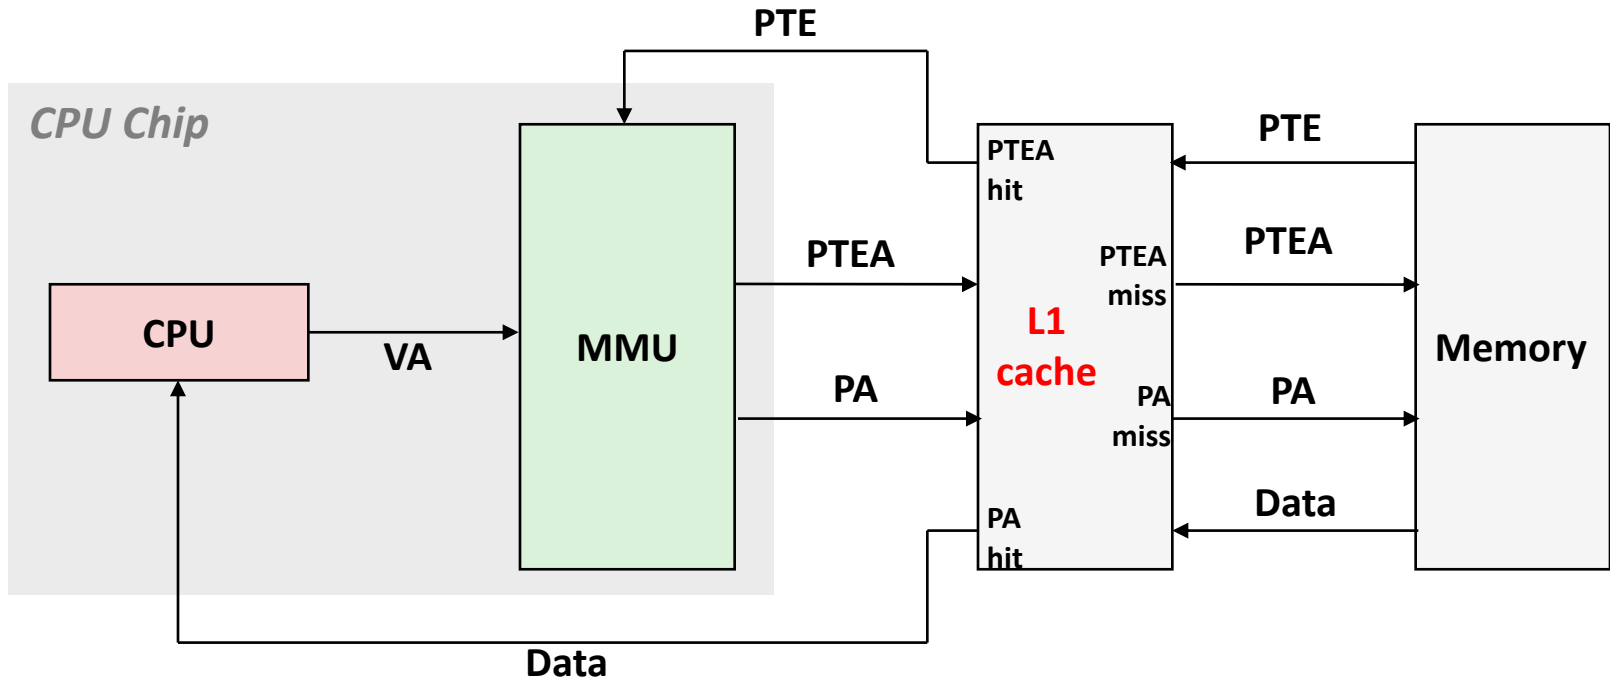 PTE
CPU Chip
PTEA
hit
PTE
PTEA
PTEA
miss
PTEA
CPU
VA
MMU
L1
cache
Memory
PA
PA
miss
PA
PA
hit
Data
Data